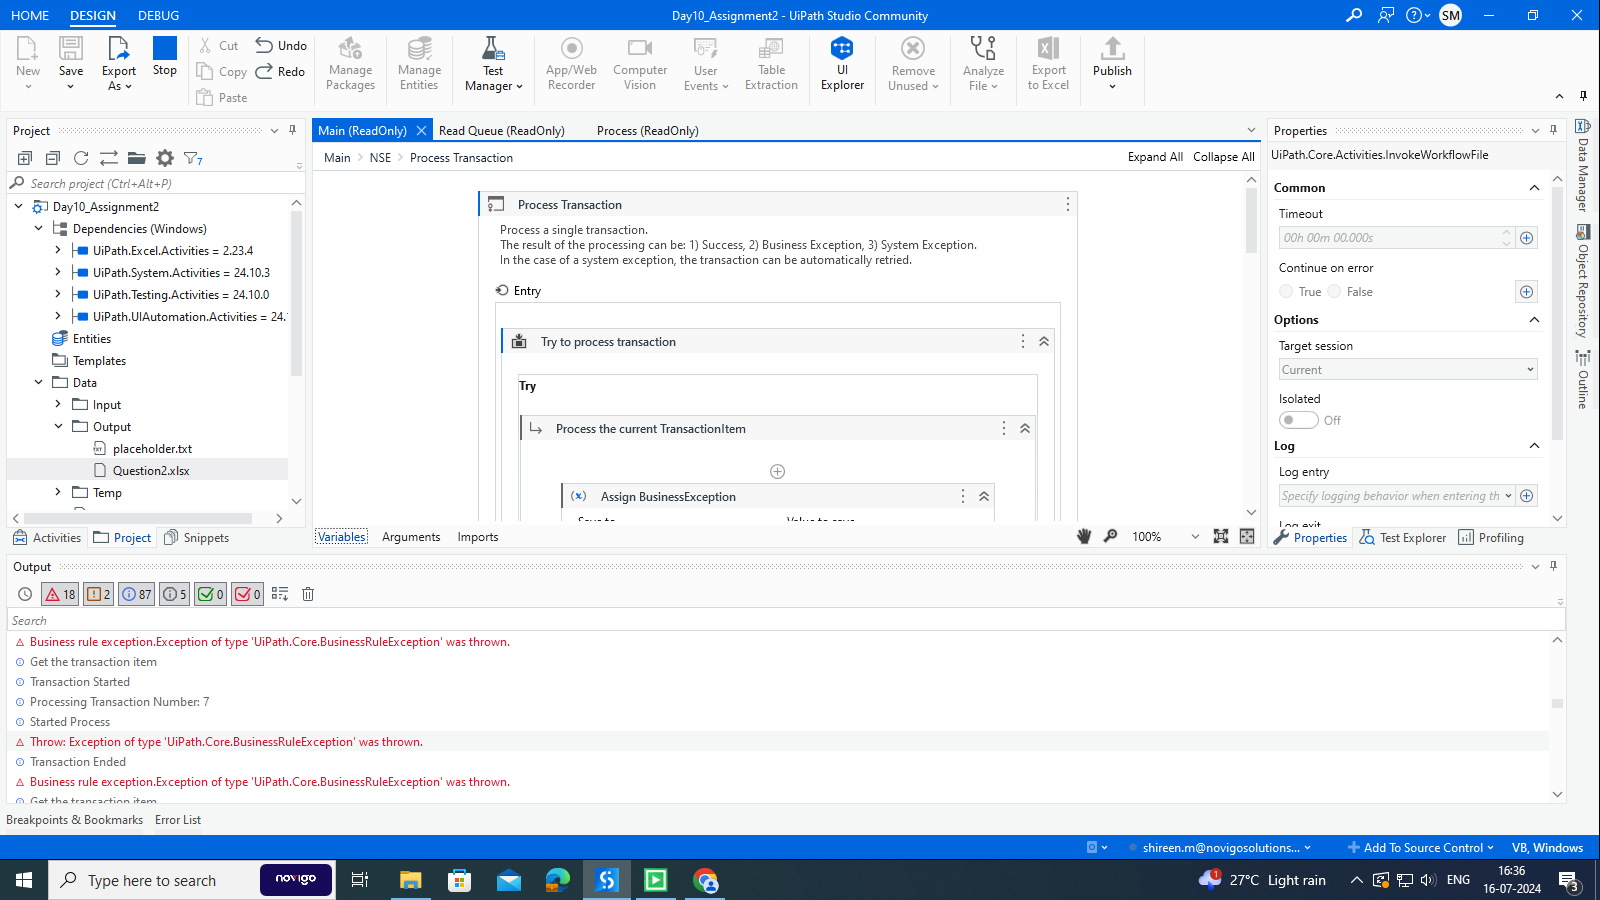 HOME DESIGN DEBUG
Day10_Assignment2 - UiPath Studio Community
SM
New
Save
Export As
Stop
Cut
Copy
Paste
Undo
Redo
Manage Packages
Manage Entities
Test Manager
App/Web Recorder
Computer Vision
User Events
Table Extraction
UI Explorer
Remove Unused
Analyze File
Export to Excel
Publish
Project
7
Search project (Ctrl+Alt+P)
Day10_Assignment2
Dependencies (Windows)
UiPath.Excel.Activities = 2.23.4
UiPath.System.Activities = 24.10.3
UiPath.Testing.Activities = 24.10.0
UiPath.UIAutomation.Activities = 24.
Entities
Templates
Data
Input
Output
placeholder.txt
Question2.xlsx
Temp
Activities Project Snippets
Main (ReadOnly) Read Queue (ReadOnly) Process (ReadOnly)
Main NSE Process Transaction
Expand All Collapse All
Process Transaction
Process a single transaction.
The result of the processing can be: 1) Success, 2) Business Exception, 3) System Exception.
In the case of a system exception, the transaction can be automatically retried.
Entry
Try to process transaction
Try
Process the current TransactionItem
(x) Assign BusinessException
Save to Value to save
Variables Arguments Imports
100%
Properties
UiPath.Core.Activities.InvokeWorkflowFile
Common
Timeout
00h 00m 00.000s
Continue on error
True False
Options
Target session
Current
Isolated
Off
Log
Log entry
Specify logging behavior when entering th
Log exit
Properties Test Explorer Profiling
Data Manager
Object Repository
Outline
Output
18 2 87 5 0 0
Search
Business rule exception.Exception of type 'UiPath.Core.BusinessRuleException' was thrown.
Get the transaction item
Transaction Started
Processing Transaction Number: 7
Started Process
Throw: Exception of type 'UiPath.Core.BusinessRuleException' was thrown.
Transaction Ended
Business rule exception.Exception of type 'UiPath.Core.BusinessRuleException' was thrown.
Get the transaction item
Breakpoints & Bookmarks Error List
shireen.m@novigosolutions... Add To Source Control VB, Windows
Type here to search
novigo
1
27°C Light rain
ENG
16:36
16-07-2024
3